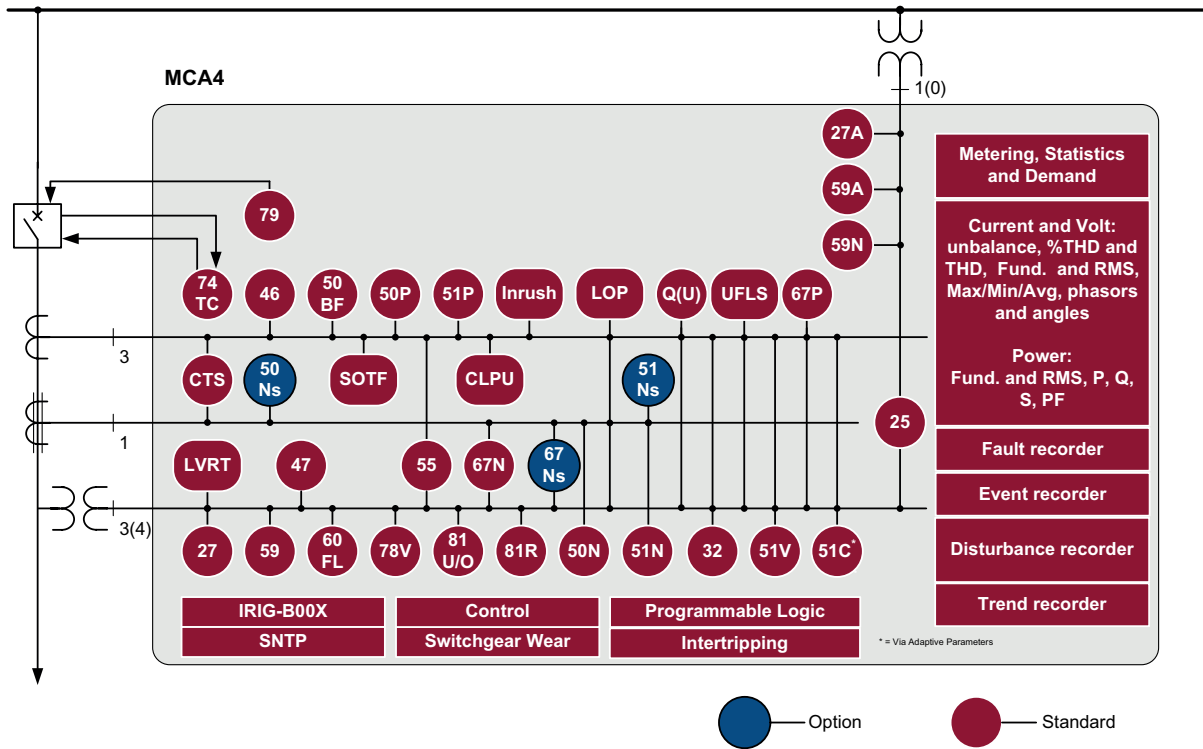 MCA4
1(0)
27A
59A
59N
79
74
TC
46
50
BF
50P
51P
Inrush
LOP
Q(U)
UFLS
67P
3
CTS
50
Ns
SOTF
CLPU
51
Ns
1
25
LVRT
47
55
67N
67
Ns
3(4)
27
59
60
FL
78V
81
U/O
81R
50N
51N
32
51V
51C*
IRIG-B00X
Control
Programmable Logic
SNTP
Switchgear Wear
Intertripping
* = Via Adaptive Parameters
Metering, Statistics
and Demand
Current and Volt:
unbalance, %THD and
THD, Fund. and RMS,
Max/Min/Avg, phasors
and angles
Power:
Fund. and RMS, P, Q,
S, PF
Fault recorder
Event recorder
Disturbance recorder
Trend recorder
Option
Standard